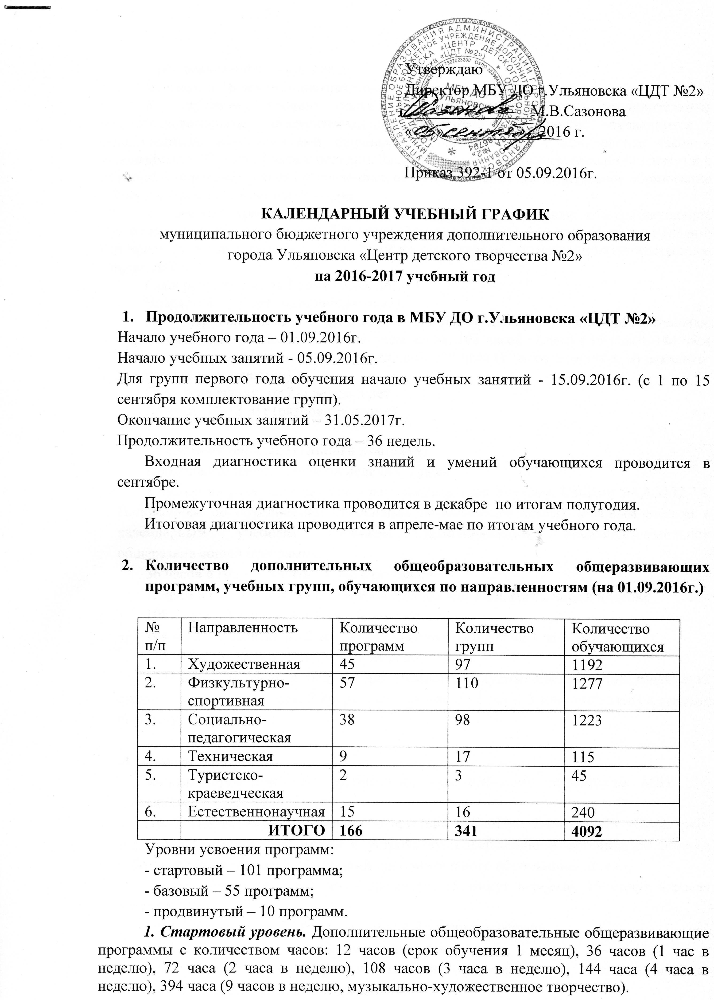 Утверждаю
Директор МБУ ДО г.Ульяновска «ЦДТ №2»
М.В.Сазонова
«05» сентября 2016 г.
Приказ 392-1 от 05.09.2016г.
МБУ ДО
г. Ульяновска
«ЦДТ №2»
КАЛЕНДАРНЫЙ УЧЕБНЫЙ ГРАФИК
муниципального бюджетного учреждения дополнительного образования
города Ульяновска «Центр детского творчества №2»
на 2016-2017 учебный год
1. Продолжительность учебного года в МБУ ДО г.Ульяновска «ЦДТ №2»
Начало учебного года – 01.09.2016г.
Начало учебных занятий - 05.09.2016г.
Для групп первого года обучения начало учебных занятий - 15.09.2016г. (с 1 по 15
сентября комплектование групп).
Окончание учебных занятий – 31.05.2017г.
Продолжительность учебного года – 36 недель.
Входная диагностика оценки знаний и умений обучающихся проводится в
сентябре.
Промежуточная диагностика проводится в декабре по итогам полугодия.
Итоговая диагностика проводится в апреле-мае по итогам учебного года.
2. Количество дополнительных общеобразовательных общеразвивающих
программ, учебных групп, обучающихся по направленностям (на 01.09.2016г.)
№ Направленность Количество Количество Количество
п/п программ групп обучающихся
1. Художественная 45 97 1192
2. Физкультурно- 57 110 1277
спортивная
3. Социально- 38 98 1223
педагогическая
4. Техническая 9 17 115
5. Туристско- 2 3 45
краеведческая
6. Естественнонаучная 15 16 240
ИТОГО 166 341 4092
Уровни усвоения программ:
- стартовый – 101 программа;
- базовый – 55 программ;
- продвинутый – 10 программ.
1. Стартовый уровень. Дополнительные общеобразовательные общеразвивающие
программы с количеством часов: 12 часов (срок обучения 1 месяц), 36 часов (1 час в
неделю), 72 часа (2 часа в неделю), 108 часов (3 часа в неделю), 144 часа (4 часа в
неделю), 394 часа (9 часов в неделю, музыкально-художественное творчество).